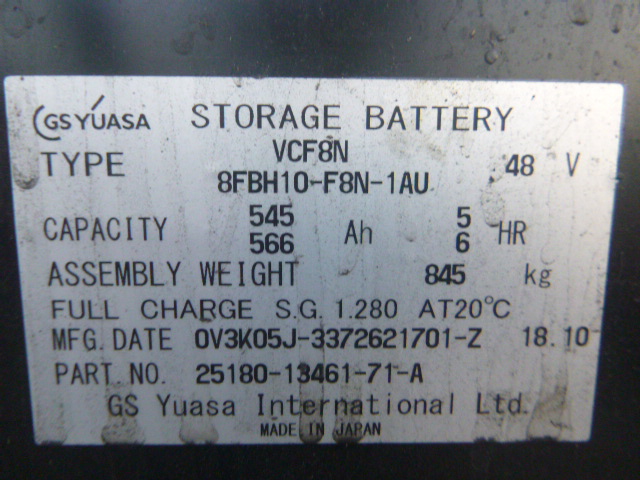 GS YUASA STORAGE BATTERY
TYPE VCF8N 48 V
8FBH10-F8N-1AU
CAPACITY 545 Ah 5 HR
566 6
ASSEMBLY WEIGHT 845 kg
FULL CHARGE S.G. 1.280 AT20°C
MFG.DATE 0V3K05J-3372621701-Z 18.10
PART.NO. 25180-13461-71-A
GS Yuasa International Ltd.
MADE IN JAPAN